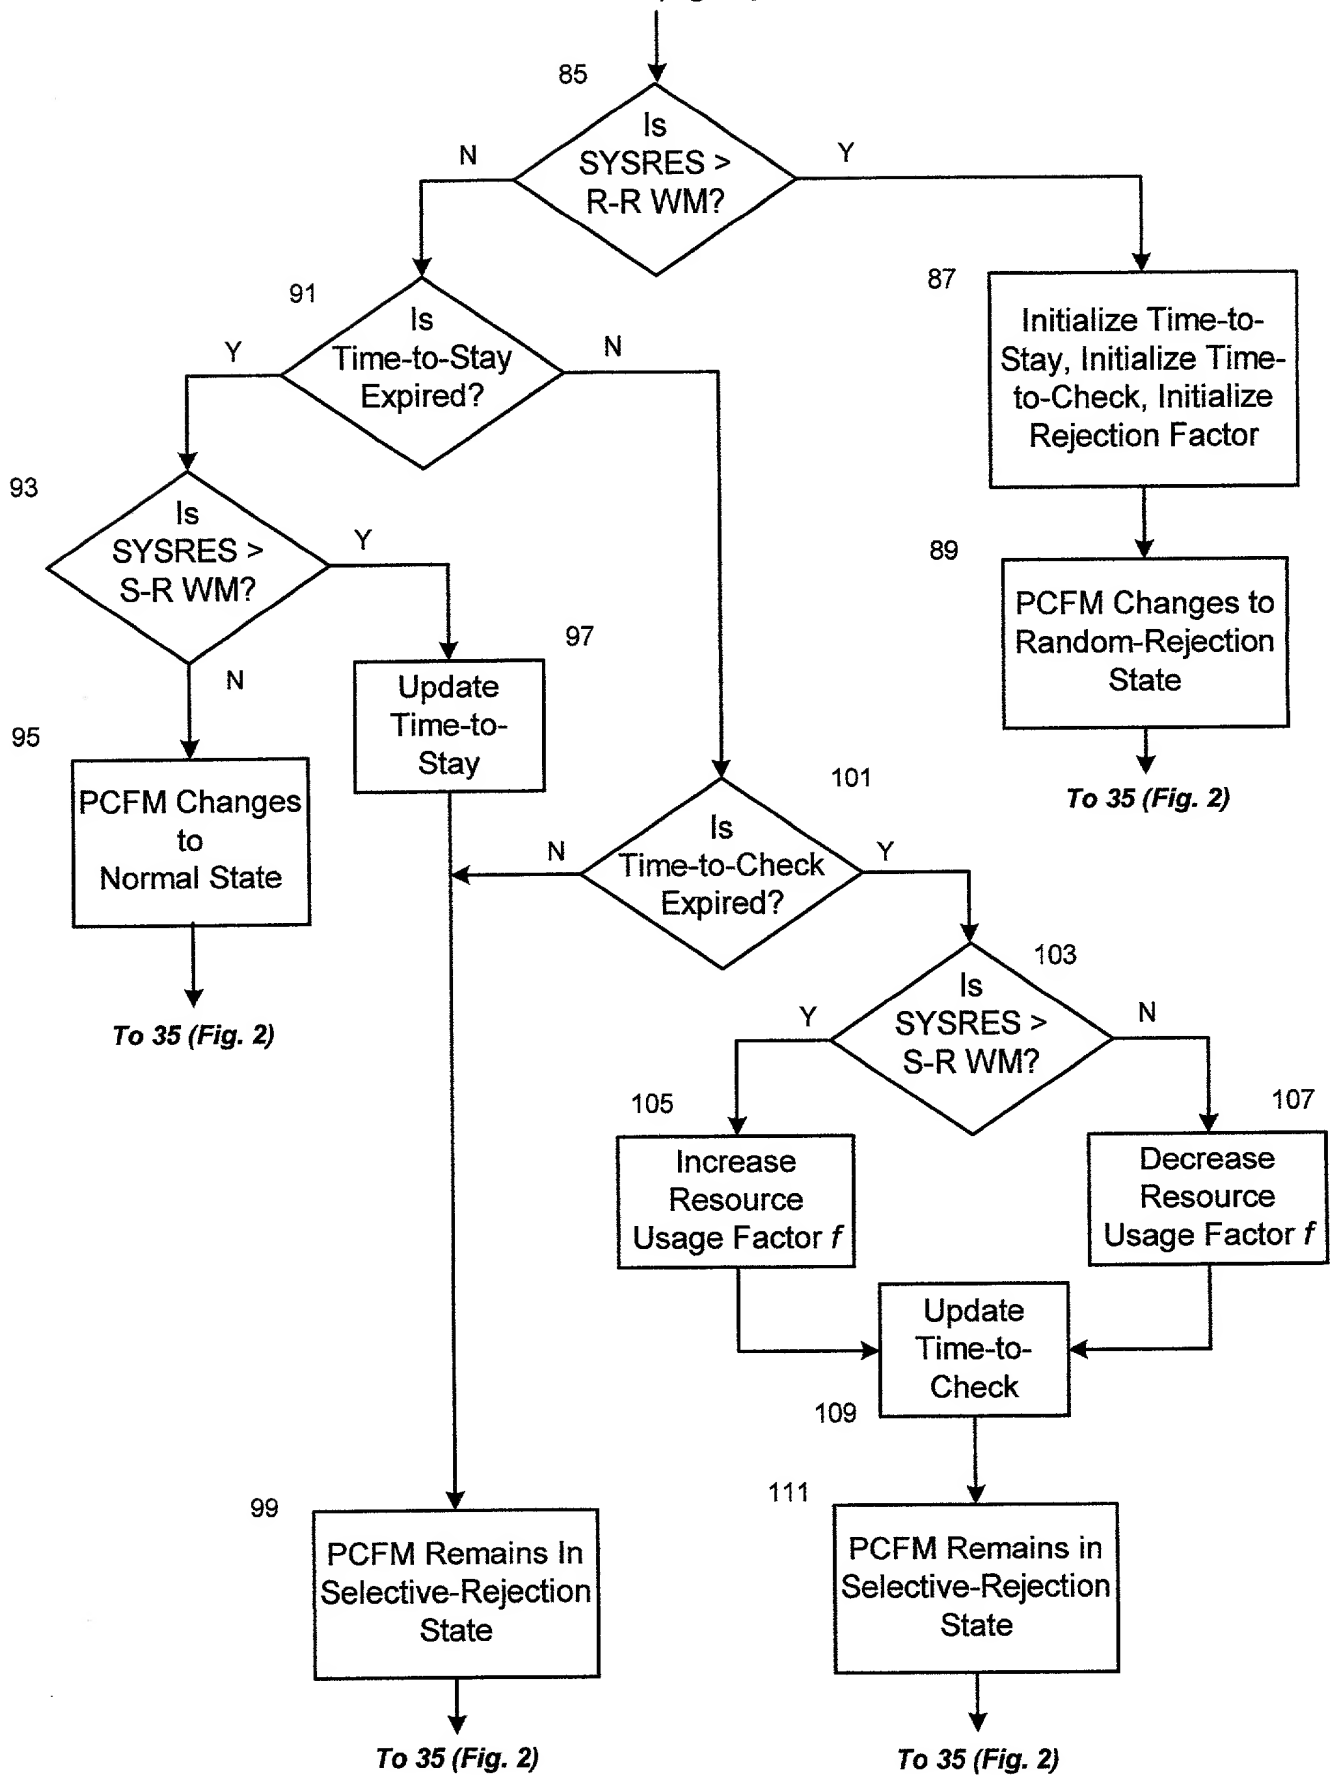 85
Is
SYSRES >
R-R WM?
N
Y
91
Is
Time-to-Stay
Expired?
Y
N
87
Initialize Time-to-
Stay, Initialize Time-
to-Check, Initialize
Rejection Factor
93
Is
SYSRES >
S-R WM?
Y
N
89
PCFM Changes to
Random-Rejection
State
To 35 (Fig. 2)
97
Update
Time-to-
Stay
95
PCFM Changes
to
Normal State
To 35 (Fig. 2)
101
Is
Time-to-Check
Expired?
N
Y
103
Is
SYSRES >
S-R WM?
Y
N
105
Increase
Resource
Usage Factor f
107
Decrease
Resource
Usage Factor f
Update
Time-to-
Check
109
99
PCFM Remains In
Selective-Rejection
State
To 35 (Fig. 2)
111
PCFM Remains in
Selective-Rejection
State
To 35 (Fig. 2)